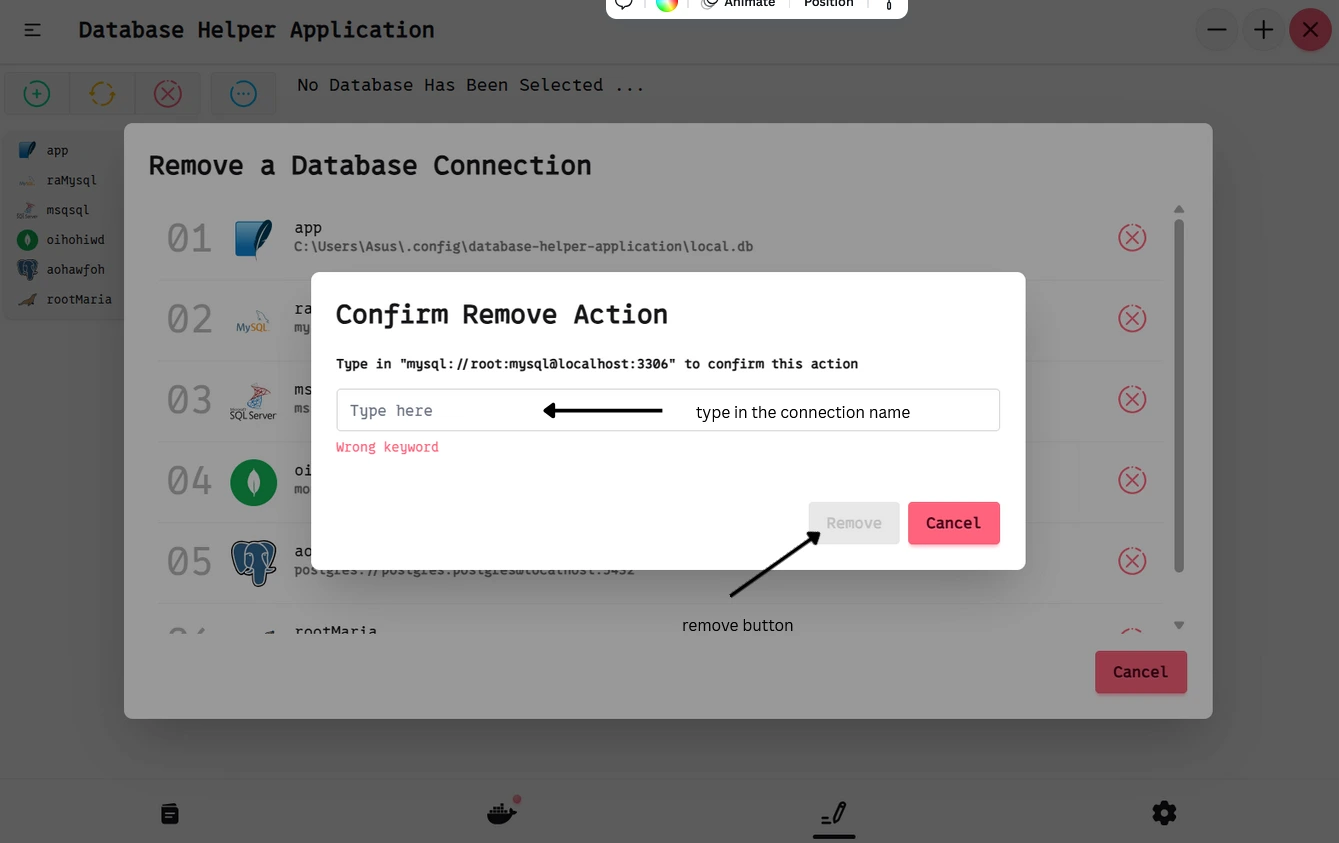 Animate Position
Database Helper Application
No Database Has Been Selected ...
app
raMysql
msqsql
oihohiwd
aohawfoh
rootMaria
Remove a Database Connection
01 app
C:\Users\Asus\.config\database-helper-application\local.db
02 MySQL ra
my
03 SQL Server ms
ms
04 oi
mo
05 ao
postgres://postgres:postgres@localhost:5432
rootMaria
Confirm Remove Action
Type in "mysql://root:mysql@localhost:3306" to confirm this action
Type here type in the connection name
Wrong keyword
Remove Cancel
remove button
Cancel